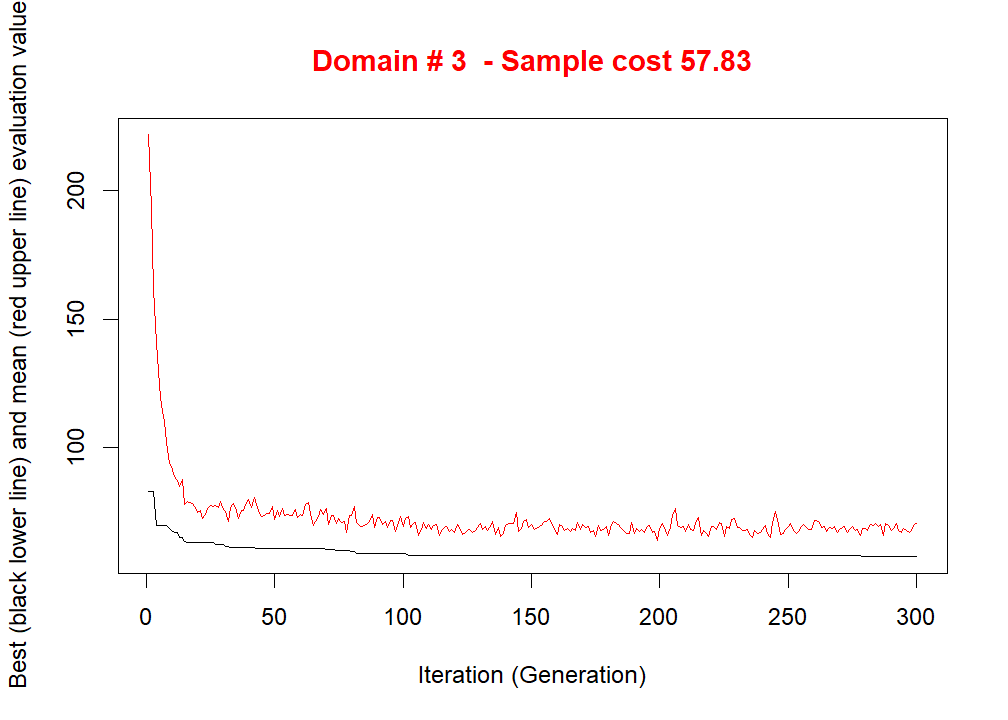 Domain # 3  - Sample cost 57.83
Best (black lower line) and mean (red upper line) evaluation value
200
150
100
0 50 100 150 200 250 300
Iteration (Generation)